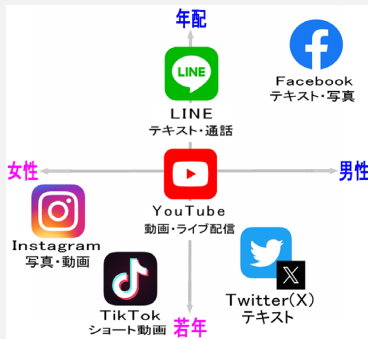 年配
Facebook
テキスト・写真
LINE
LINE
テキスト・通話
女性
男性
YouTube
動画・ライブ配信
Instagram
写真・動画
TikTok
ショート動画
X
Twitter(X)
テキスト
若年